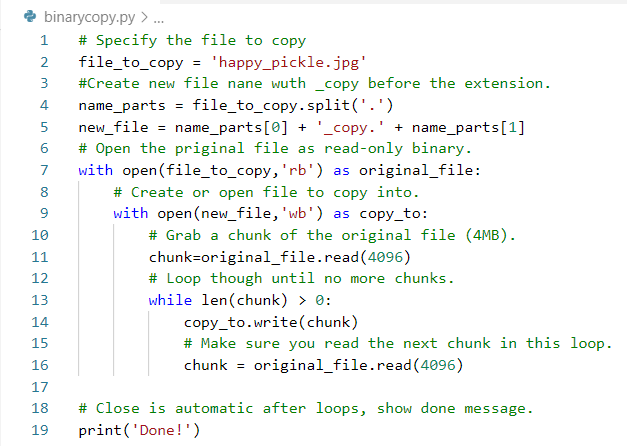 binarycopy.py > ...
1 # Specify the file to copy
2 file_to_copy = 'happy_pickle.jpg'
3 #Create new file nane wuth _copy before the extension.
4 name_parts = file_to_copy.split('.')
5 new_file = name_parts[0] + '_copy.' + name_parts[1]
6 # Open the priginal file as read-only binary.
7 with open(file_to_copy,'rb') as original_file:
8     # Create or open file to copy into.
9     with open(new_file,'wb') as copy_to:
10         # Grab a chunk of the original file (4MB).
11         chunk=original_file.read(4096)
12         # Loop though until no more chunks.
13         while len(chunk) > 0:
14             copy_to.write(chunk)
15             # Make sure you read the next chunk in this loop.
16             chunk = original_file.read(4096)
17
18 # Close is automatic after loops, show done message.
19 print('Done!')